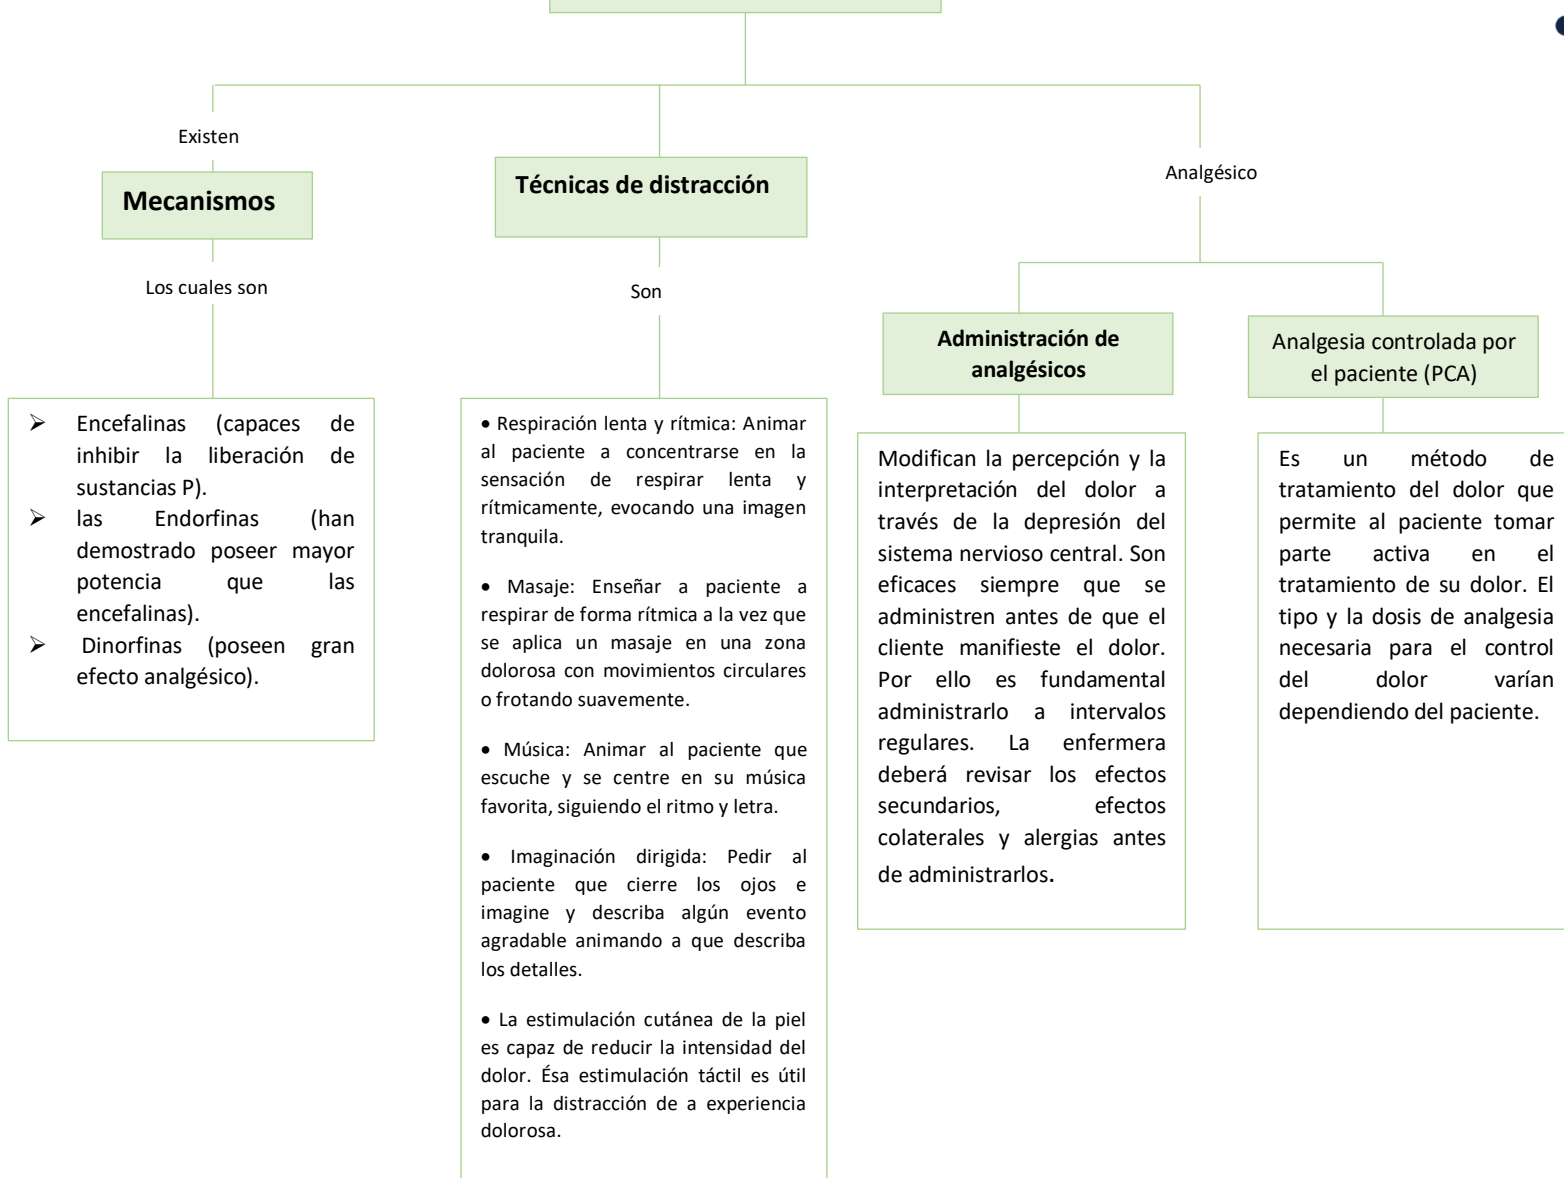 Existen
Mecanismos
Los cuales son
➢ Encefalinas (capaces de
inhibir la liberación de
sustancias P).
➢ las Endorfinas (han
demostrado poseer mayor
potencia que las
encefalinas).
➢ Dinorfinas (poseen gran
efecto analgésico).
Técnicas de distracción
Son
• Respiración lenta y rítmica: Animar
al paciente a concentrarse en la
sensación de respirar lenta y
rítmicamente, evocando una imagen
tranquila.
• Masaje: Enseñar a paciente a
respirar de forma rítmica a la vez que
se aplica un masaje en una zona
dolorosa con movimientos circulares
o frotando suavemente.
• Música: Animar al paciente que
escuche y se centre en su música
favorita, siguiendo el ritmo y letra.
• Imaginación dirigida: Pedir al
paciente que cierre los ojos e
imagine y describa algún evento
agradable animando a que describa
los detalles.
• La estimulación cutánea de la piel
es capaz de reducir la intensidad del
dolor. Ésa estimulación táctil es útil
para la distracción de a experiencia
dolorosa.
Analgésico
Administración de
analgésicos
Modifican la percepción y la
interpretación del dolor a
través de la depresión del
sistema nervioso central. Son
eficaces siempre que se
administren antes de que el
cliente manifieste el dolor.
Por ello es fundamental
administrarlo a intervalos
regulares. La enfermera
deberá revisar los efectos
secundarios, efectos
colaterales y alergias antes
de administrarlos.
Analgesia controlada por
el paciente (PCA)
Es un método de
tratamiento del dolor que
permite al paciente tomar
parte activa en el
tratamiento de su dolor. El
tipo y la dosis de analgesia
necesaria para el control
del dolor varían
dependiendo del paciente.